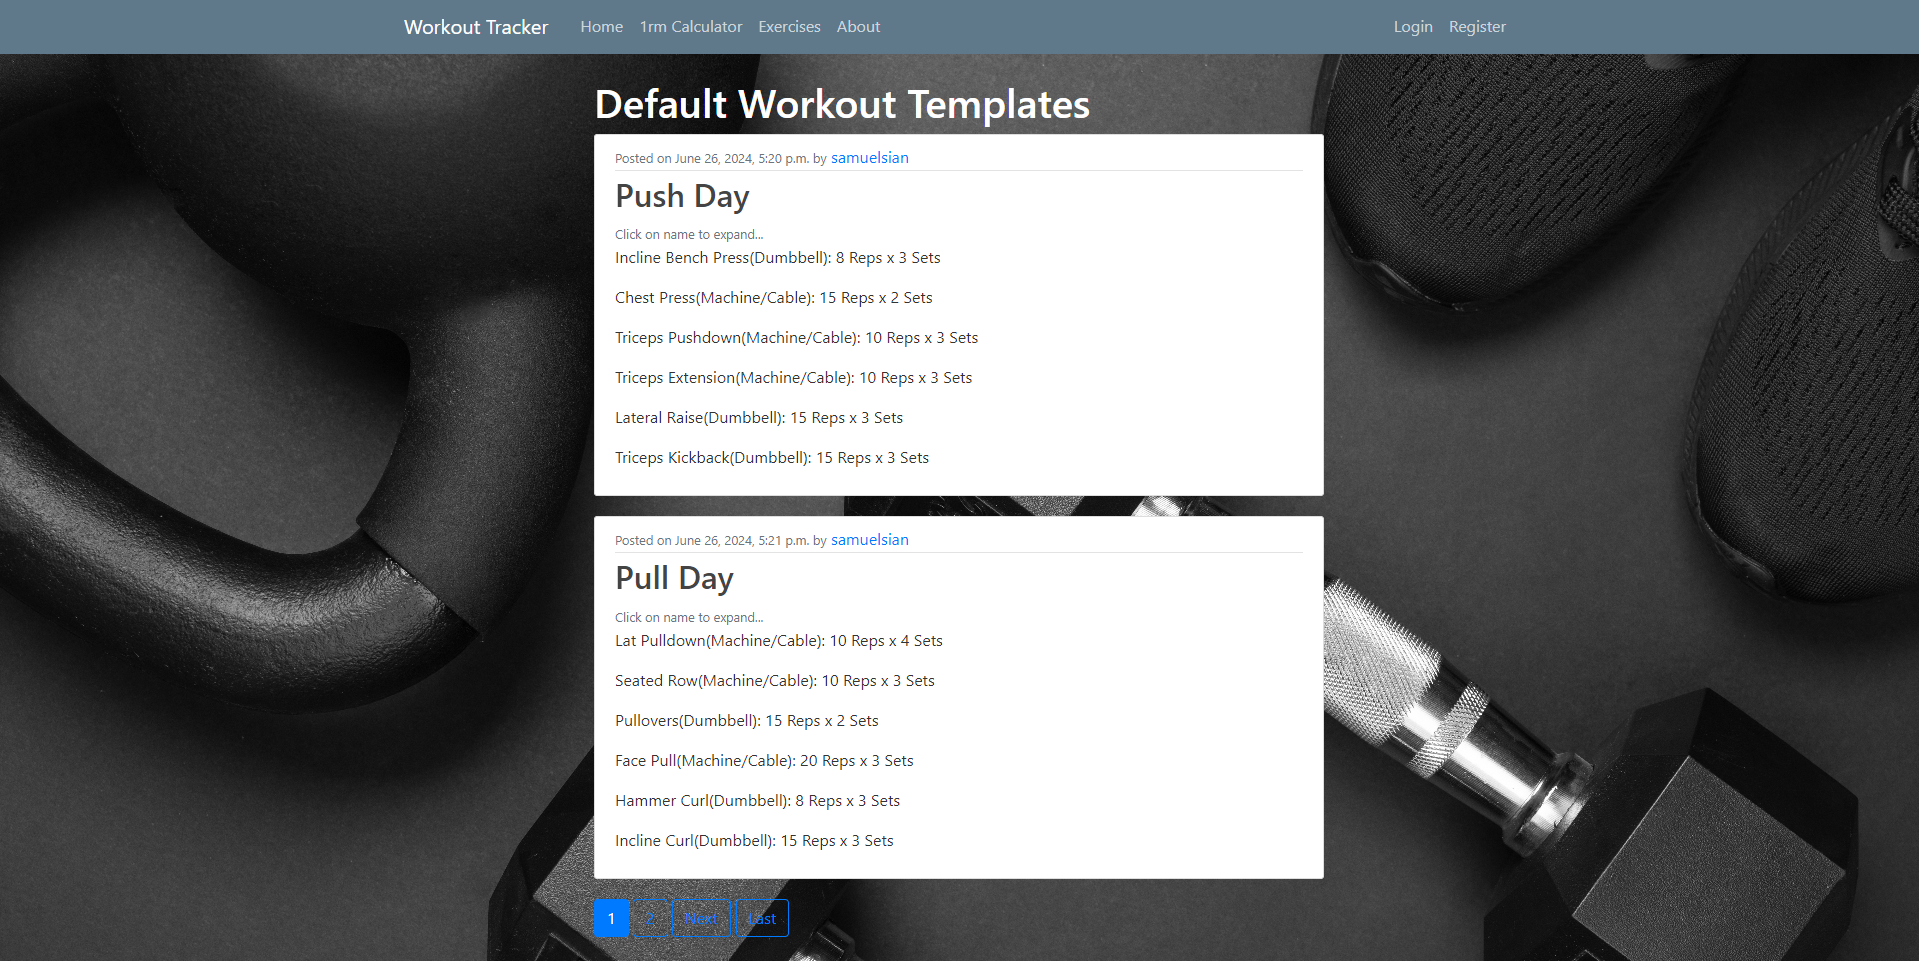 Workout Tracker Home 1rm Calculator Exercises About Login Register
Default Workout Templates
Posted on June 26, 2024, 5:20 p.m. by samuelsian
Push Day
Click on name to expand...
Incline Bench Press(Dumbbell): 8 Reps x 3 Sets
Chest Press(Machine/Cable): 15 Reps x 2 Sets
Triceps Pushdown(Machine/Cable): 10 Reps x 3 Sets
Triceps Extension(Machine/Cable): 10 Reps x 3 Sets
Lateral Raise(Dumbbell): 15 Reps x 3 Sets
Triceps Kickback(Dumbbell): 15 Reps x 3 Sets
Posted on June 26, 2024, 5:21 p.m. by samuelsian
Pull Day
Click on name to expand...
Lat Pulldown(Machine/Cable): 10 Reps x 4 Sets
Seated Row(Machine/Cable): 10 Reps x 3 Sets
Pullovers(Dumbbell): 15 Reps x 2 Sets
Face Pull(Machine/Cable): 20 Reps x 3 Sets
Hammer Curl(Dumbbell): 8 Reps x 3 Sets
Incline Curl(Dumbbell): 15 Reps x 3 Sets
1 2 Next Last